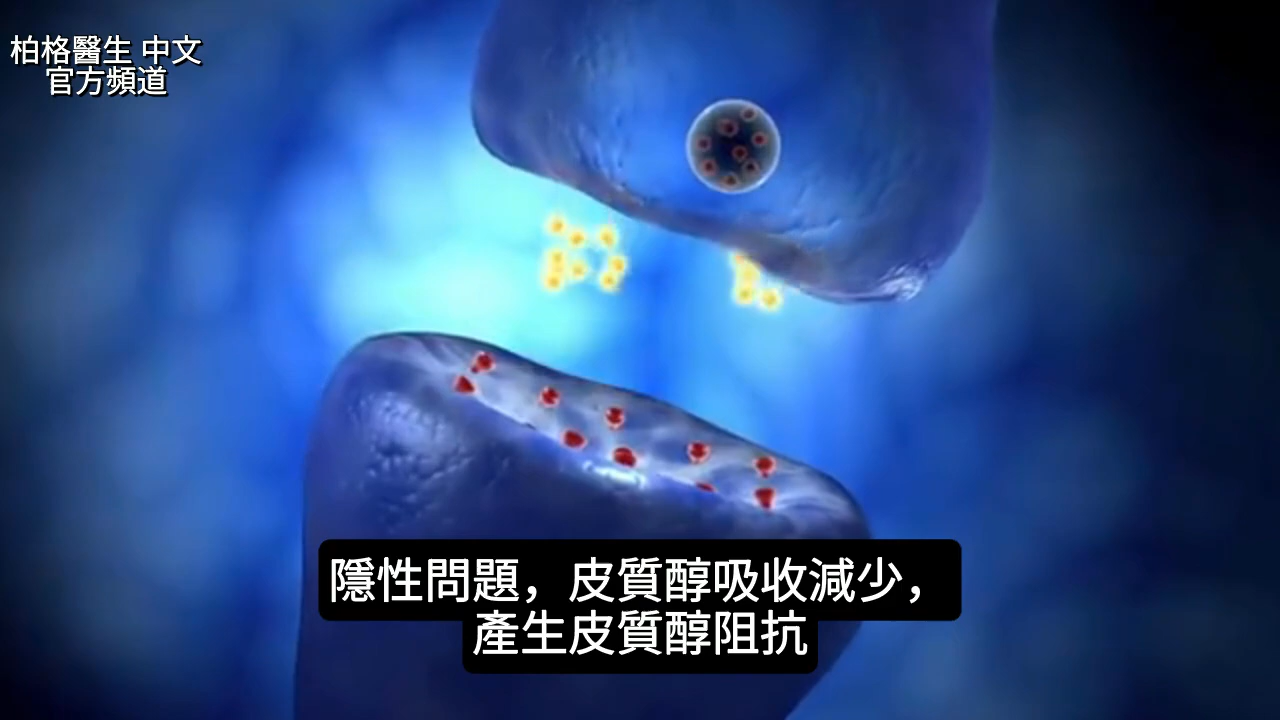 柏格醫生 中文
官方頻道
隱性問題，皮質醇吸收減少，
產生皮質醇阻抗